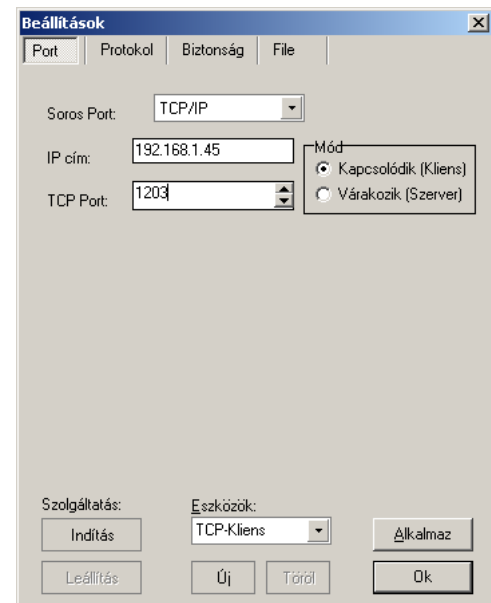 Beállítások
Port Protokol Biztonság File
Soros Port: TCP/IP
IP cím: 192.168.1.45
Mód
Kapcsolódik (Kliens)
TCP Port: 1203
Várakozik (Szerver)
Szolgáltatás: Eszközök:
Indítás TCP-Kliens Alkalmaz
Leállítás Új Töröl Ok